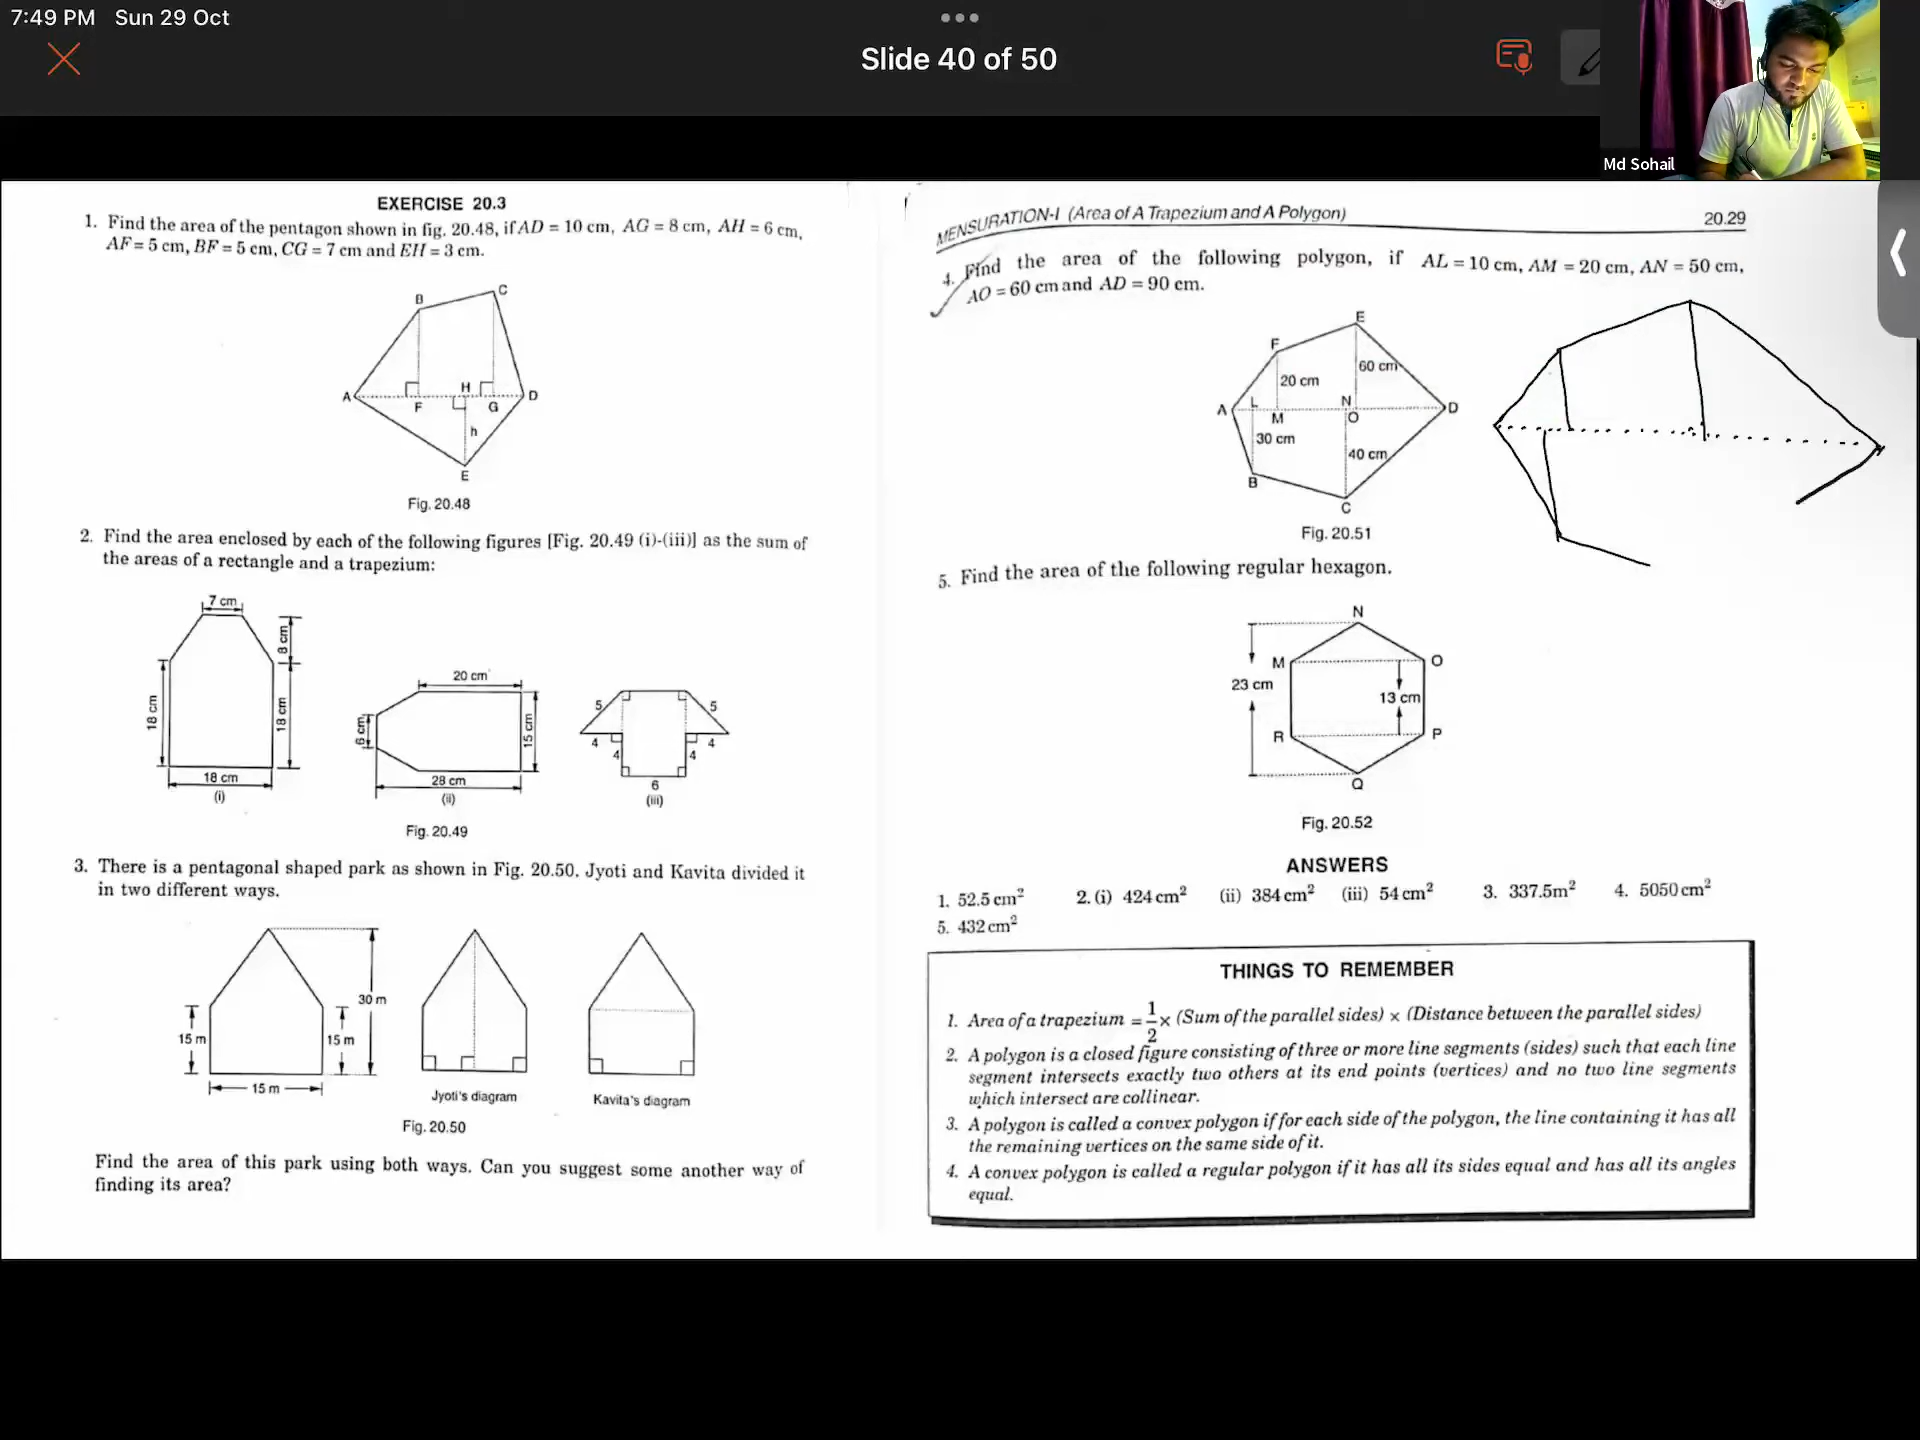 7:49 PM Sun 29 Oct
Slide 40 of 50
Md Sohail
EXERCISE 20.3
1. Find the area of the pentagon shown in fig. 20.48, if AD = 10 cm, AG = 8 cm, AH = 6 cm,
AF = 5 cm, BF = 5 cm, CG = 7 cm and EH = 3 cm.
B
C
A
F
H
G
D
h
E
Fig. 20.48
2. Find the area enclosed by each of the following figures [Fig. 20.49 (i)-(iii)] as the sum of
the areas of a rectangle and a trapezium:
7 cm
8 cm
18 cm
18 cm
18 cm
(i)
20 cm
6 cm
15 cm
28 cm
(ii)
5
5
4
4
4
4
6
(iii)
Fig. 20.49
3. There is a pentagonal shaped park as shown in Fig. 20.50. Jyoti and Kavita divided it
in two different ways.
30 m
15 m
15 m
15 m
Jyoti's diagram
Kavita's diagram
Fig. 20.50
Find the area of this park using both ways. Can you suggest some another way of
finding its area?
MENSURATION-I (Area of A Trapezium and A Polygon)
20.29
4. Find the area of the following polygon, if AL = 10 cm, AM = 20 cm, AN = 50 cm,
AO = 60 cm and AD = 90 cm.
E
F
60 cm
20 cm
A
L
N
D
M
O
30 cm
40 cm
B
C
Fig. 20.51
5. Find the area of the following regular hexagon.
N
M
O
23 cm
13 cm
R
P
Q
Fig. 20.52
ANSWERS
1. 52.5 cm² 2. (i) 424 cm² (ii) 384 cm² (iii) 54 cm² 3. 337.5m² 4. 5050 cm²
5. 432 cm²
THINGS TO REMEMBER
1. Area of a trapezium = 1/2 × (Sum of the parallel sides) × (Distance between the parallel sides)
2. A polygon is a closed figure consisting of three or more line segments (sides) such that each line
segment intersects exactly two others at its end points (vertices) and no two line segments
which intersect are collinear.
3. A polygon is called a convex polygon if for each side of the polygon, the line containing it has all
the remaining vertices on the same side of it.
4. A convex polygon is called a regular polygon if it has all its sides equal and has all its angles
equal.